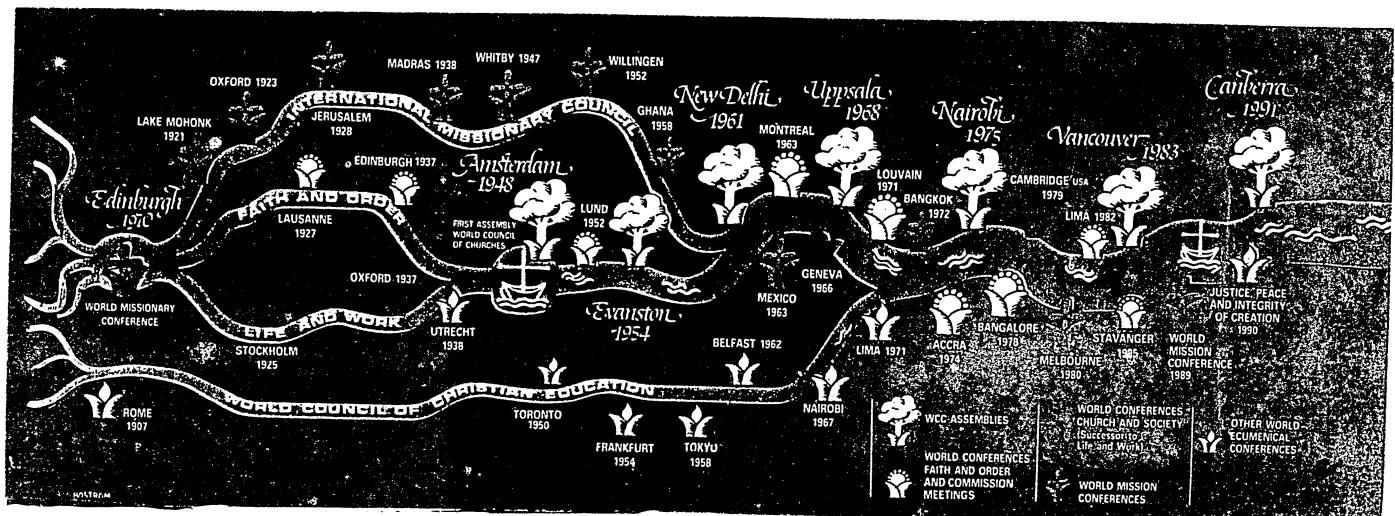 OXFORD 1923
MADRAS 1938
WHITBY 1947
WILLINGEN
1952
LAKE MOHONK
1921
INTERNATIONAL MISSIONARY COUNCIL
JERUSALEM
1928
GHANA
1958
New Delhi
1961
MONTREAL
1963
Uppsala
1968
Nairobi
1975
Vancouver 1983
Canberra
1991
Edinburgh
1910
WORLD MISSIONARY
CONFERENCE
EDINBURGH 1937
FAITH AND ORDER
LAUSANNE
1927
Amsterdam
1948
FIRST ASSEMBLY
WORLD COUNCIL
OF CHURCHES
LUND
1952
Evanston
1954
LOUVAIN
1971
BANGKOK
1972
CAMBRIDGE USA
1979
LIMA 1982
OXFORD 1937
LIFE AND WORK
STOCKHOLM
1925
UTRECHT
1938
MEXICO
1963
GENEVA
1966
LIMA 1971
ACCRA
1974
BANGALORE
1978
MELBOURNE
1980
STAVANGER
1985
WORLD
MISSION
CONFERENCE
1989
JUSTICE, PEACE
AND INTEGRITY
OF CREATION
1990
ROME
1907
WORLD COUNCIL OF CHRISTIAN EDUCATION
TORONTO
1950
FRANKFURT
1954
TOKYU
1958
BELFAST 1962
NAIROBI
1967
WCC-ASSEMBLIES
WORLD CONFERENCES
FAITH AND ORDER
AND COMMISSION
MEETINGS
WORLD CONFERENCES
CHURCH AND SOCIETY
(Successor to
Life and Work)
WORLD MISSION
CONFERENCES
OTHER WORLD
ECUMENICAL
CONFERENCES